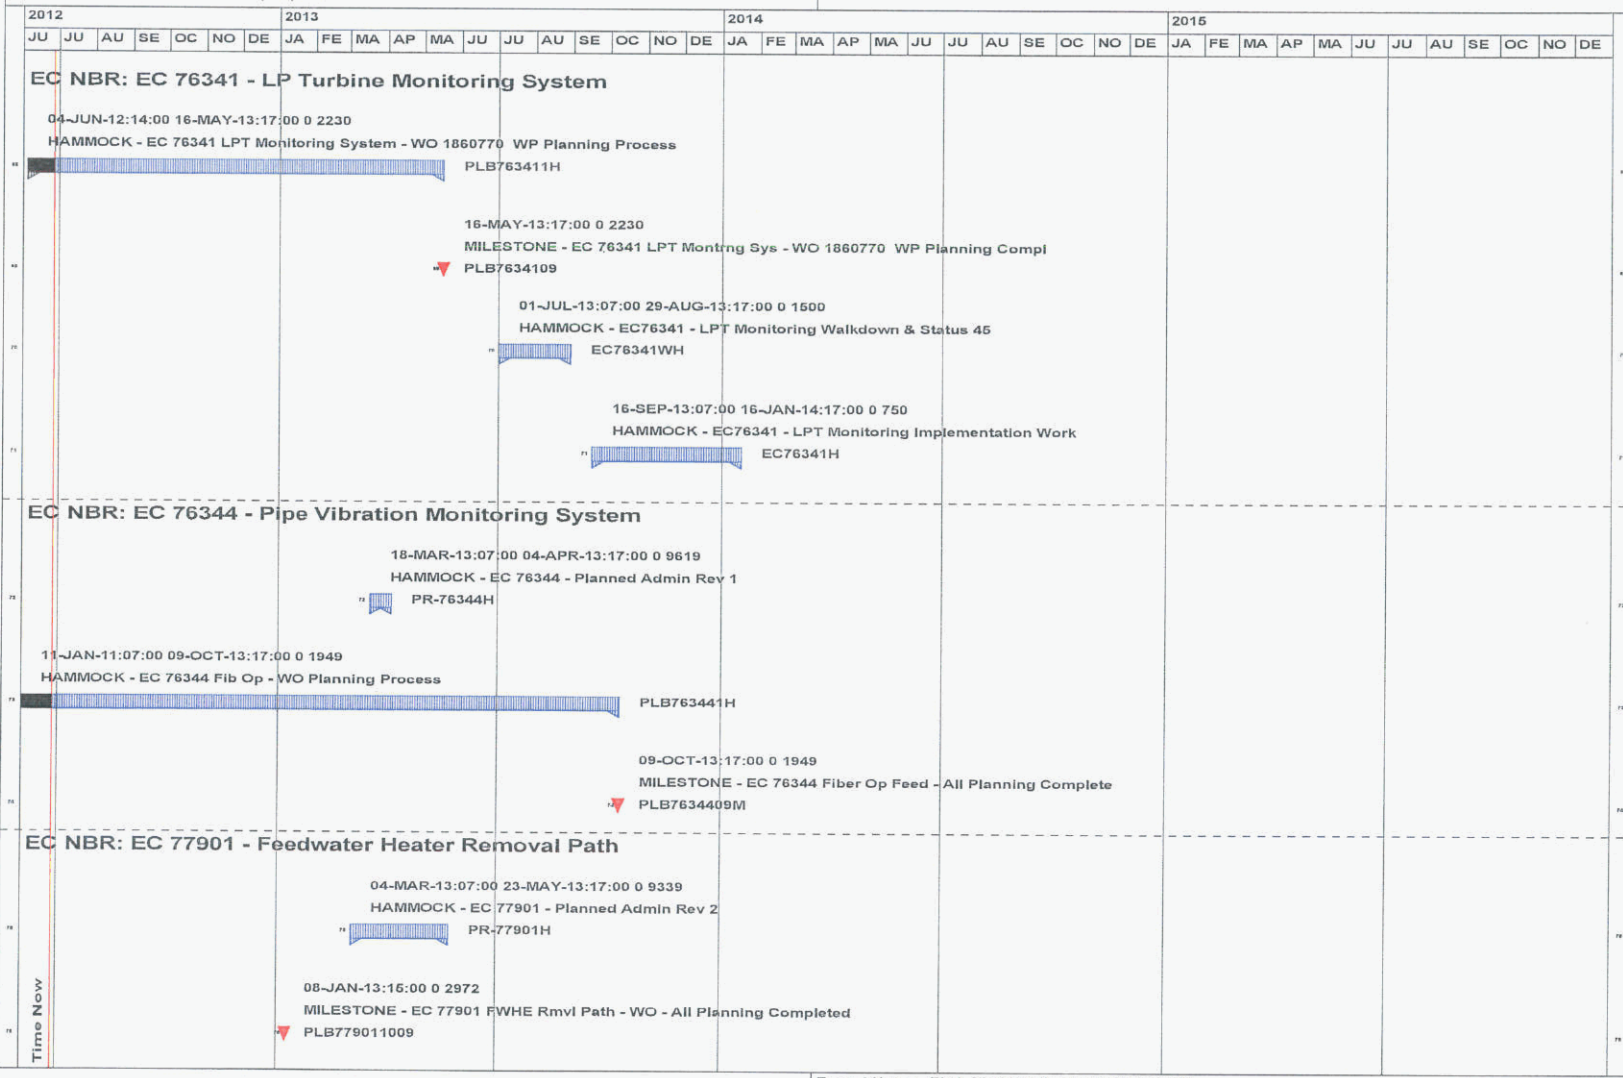 2012 2013 2014 2015
JU JU AU SE OC NO DE JA FE MA AP MA JU JU AU SE OC NO DE JA FE MA AP MA JU JU AU SE OC NO DE JA FE MA AP MA JU JU AU SE OC NO DE
EC NBR: EC 76341 - LP Turbine Monitoring System
04-JUN-12:14:00 16-MAY-13:17:00 0 2230
HAMMOCK - EC 76341 LPT Monitoring System - WO 1860770 WP Planning Process
PLB763411H
16-MAY-13:17:00 0 2230
MILESTONE - EC 76341 LPT Montrng Sys - WO 1860770 WP Planning Compl
PLB7634109
01-JUL-13:07:00 29-AUG-13:17:00 0 1500
HAMMOCK - EC76341 - LPT Monitoring Walkdown & Status 45
EC76341WH
16-SEP-13:07:00 16-JAN-14:17:00 0 750
HAMMOCK - EC76341 - LPT Monitoring Implementation Work
EC76341H
EC NBR: EC 76344 - Pipe Vibration Monitoring System
18-MAR-13:07:00 04-APR-13:17:00 0 9619
HAMMOCK - EC 76344 - Planned Admin Rev 1
PR-76344H
11-JAN-11:07:00 09-OCT-13:17:00 0 1949
HAMMOCK - EC 76344 Fib Op - WO Planning Process
PLB763441H
09-OCT-13:17:00 0 1949
MILESTONE - EC 76344 Fiber Op Feed - All Planning Complete
PLB7634409M
EC NBR: EC 77901 - Feedwater Heater Removal Path
04-MAR-13:07:00 23-MAY-13:17:00 0 9339
HAMMOCK - EC 77901 - Planned Admin Rev 2
PR-77901H
08-JAN-13:15:00 0 2972
MILESTONE - EC 77901 FWHE Rmvl Path - WO - All Planning Completed
PLB779011009
Time Now